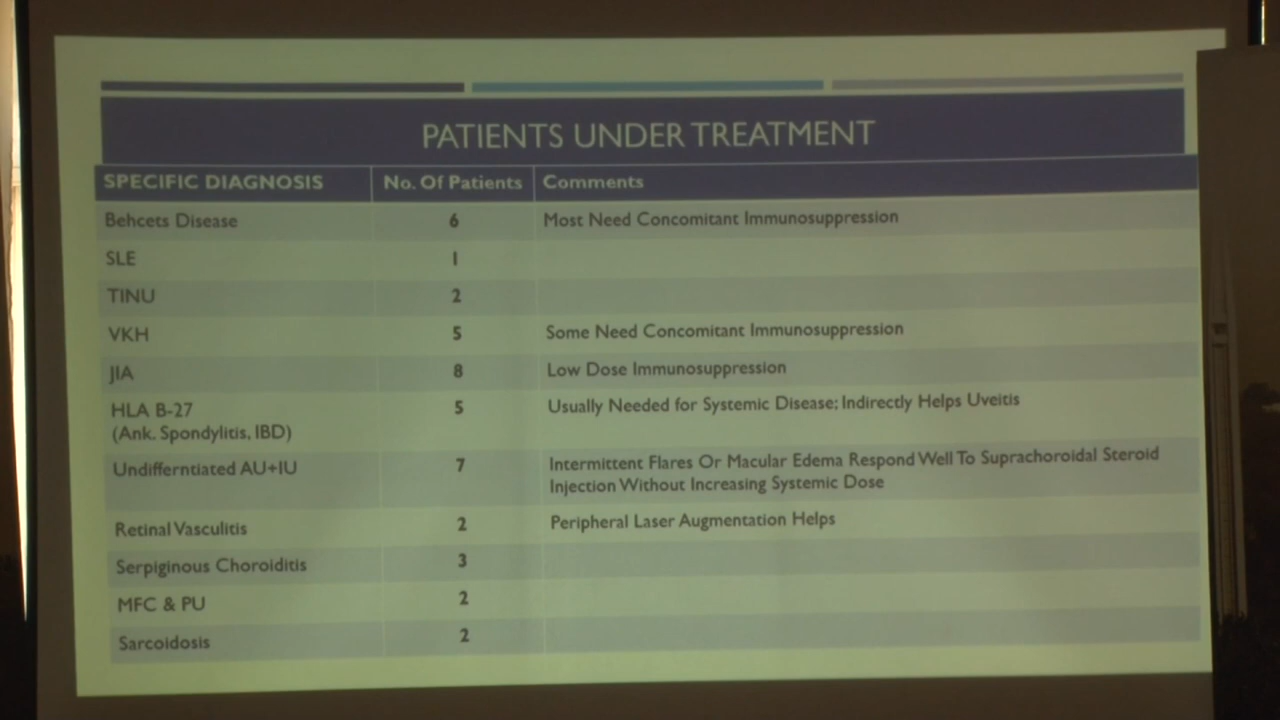 PATIENTS UNDER TREATMENT
SPECIFIC DIAGNOSIS No. Of Patients Comments
Behcets Disease 6 Most Need Concomitant Immunosuppression
SLE 1
TINU 2
VKH 5 Some Need Concomitant Immunosuppression
JIA 8 Low Dose Immunosuppression
HLA B-27 5 Usually Needed for Systemic Disease; Indirectly Helps Uveitis
(Ank. Spondylitis, IBD)
Undifferntiated AU+IU 7 Intermittent Flares Or Macular Edema Respond Well To Suprachoroidal Steroid
Injection Without Increasing Systemic Dose
Retinal Vasculitis 2 Peripheral Laser Augmentation Helps
Serpiginous Choroiditis 3
MFC & PU 2
Sarcoidosis 2